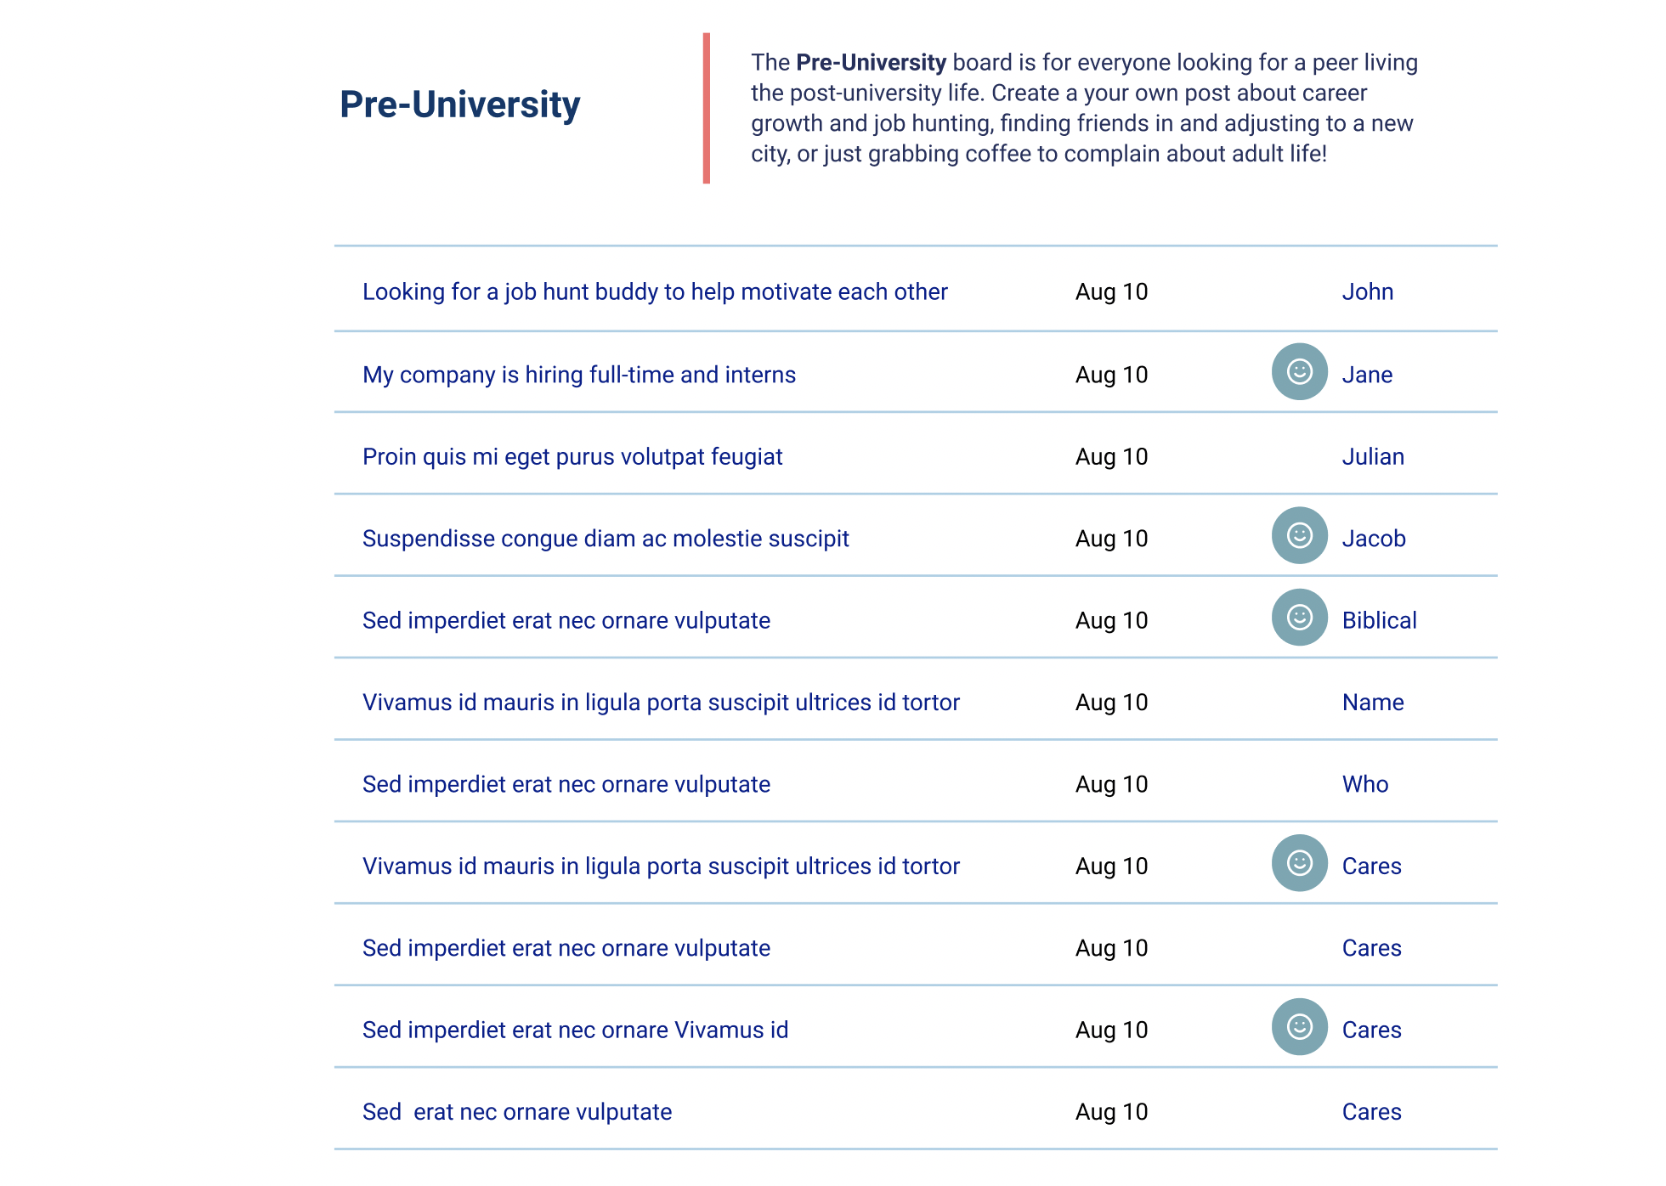 Pre-University
The Pre-University board is for everyone looking for a peer living
the post-university life. Create a your own post about career
growth and job hunting, finding friends in and adjusting to a new
city, or just grabbing coffee to complain about adult life!
Looking for a job hunt buddy to help motivate each other Aug 10 John
My company is hiring full-time and interns Aug 10 Jane
Proin quis mi eget purus volutpat feugiat Aug 10 Julian
Suspendisse congue diam ac molestie suscipit Aug 10 Jacob
Sed imperdiet erat nec ornare vulputate Aug 10 Biblical
Vivamus id mauris in ligula porta suscipit ultrices id tortor Aug 10 Name
Sed imperdiet erat nec ornare vulputate Aug 10 Who
Vivamus id mauris in ligula porta suscipit ultrices id tortor Aug 10 Cares
Sed imperdiet erat nec ornare vulputate Aug 10 Cares
Sed imperdiet erat nec ornare Vivamus id Aug 10 Cares
Sed  erat nec ornare vulputate Aug 10 Cares